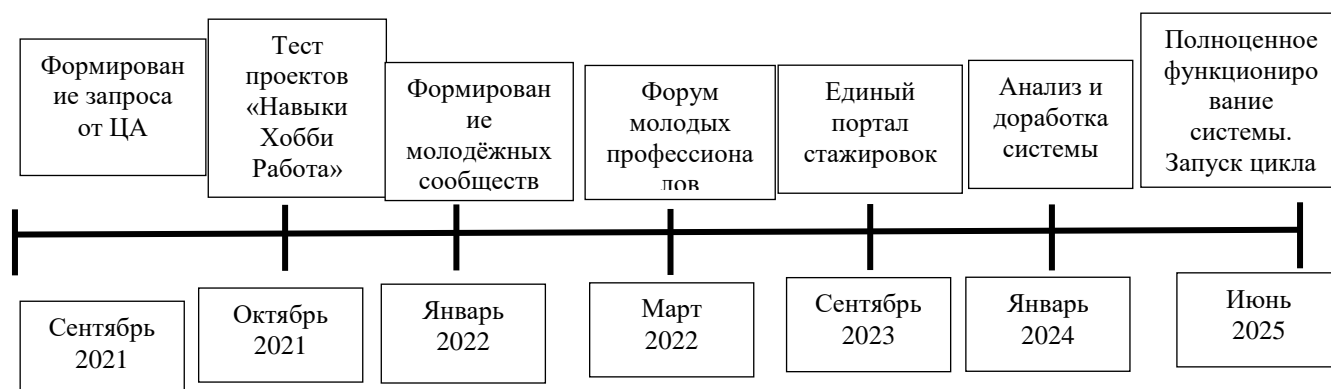 Формирован
ие запроса
от ЦА
Тест
проектов
«Навыки
Хобби
Работа»
Формирован
ие
молодёжных
сообществ
Форум
молодых
профессиона
лов
Единый
портал
стажировок
Анализ и
доработка
системы
Полноценное
функциониро
вание
системы.
Запуск цикла
Сентябрь
2021
Октябрь
2021
Январь
2022
Март
2022
Сентябрь
2023
Январь
2024
Июнь
2025